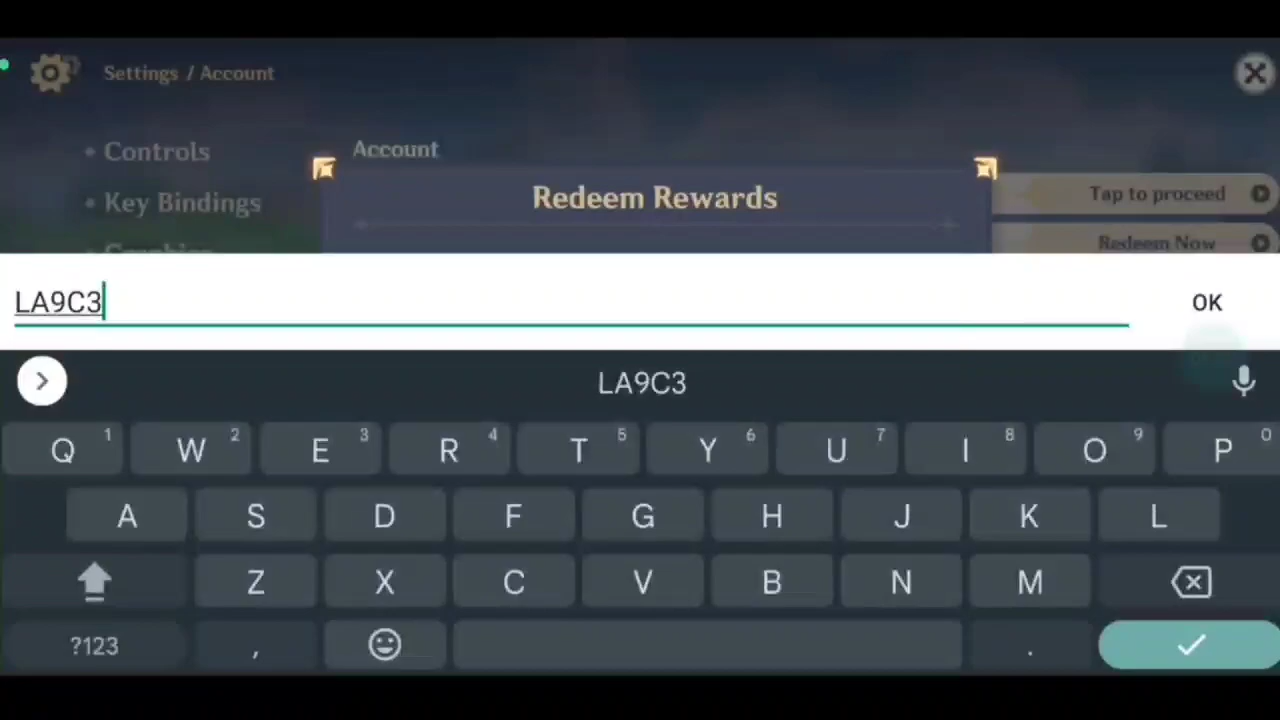 Settings / Account
Controls
Account
Redeem Rewards
Key Bindings
Tap to proceed
Graphics
Redeem Now
LA9C3
OK
LA9C3
Q 1 W 2 E 3 R 4 T 5 Y 6 U 7 I 8 O 9 P 0
A S D F G H J K L
Z X C V B N M
?123 , .